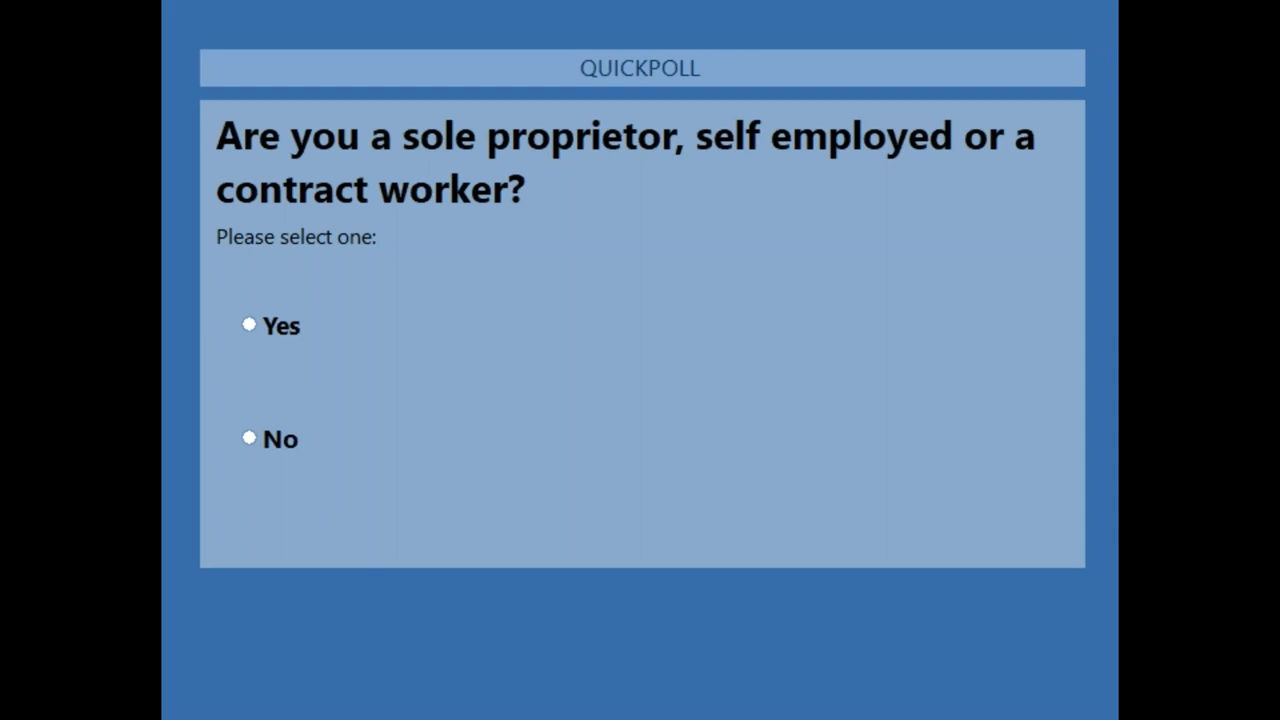 QUICKPOLL
Are you a sole proprietor, self employed or a
contract worker?
Please select one:
Yes
No